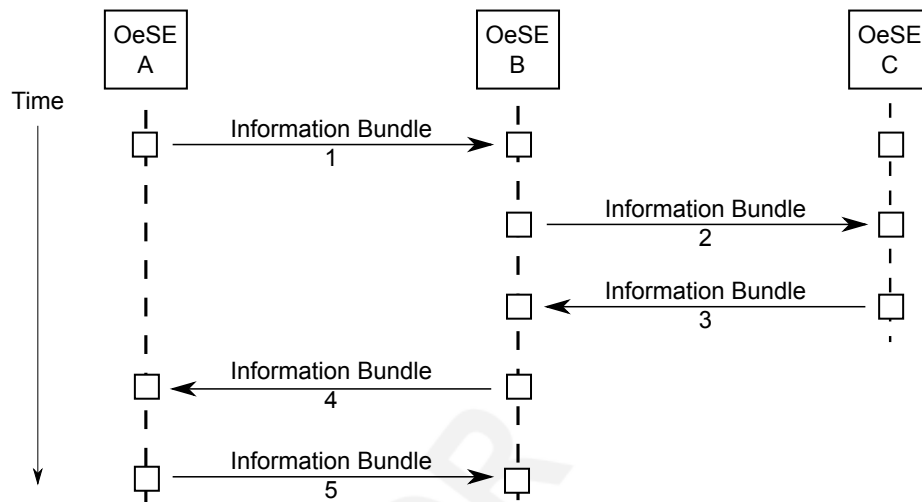 OeSE
A
OeSE
B
OeSE
C
Time
Information Bundle
1
Information Bundle
2
Information Bundle
3
Information Bundle
4
Information Bundle
5